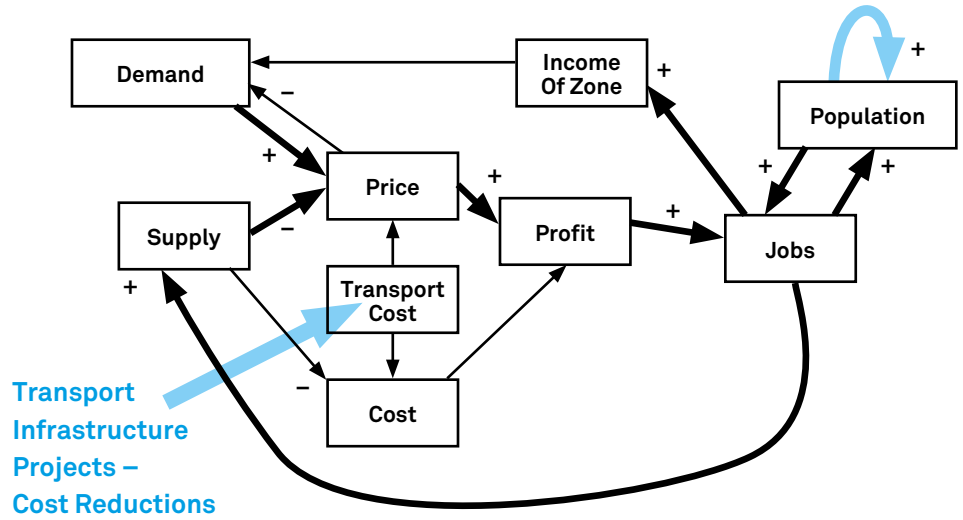 Demand
Income
Of Zone
+
+
Population
–
+
Price
+
+
+
Supply
–
Profit
+
Jobs
+
Transport
Cost
–
Cost
Transport
Infrastructure
Projects –
Cost Reductions